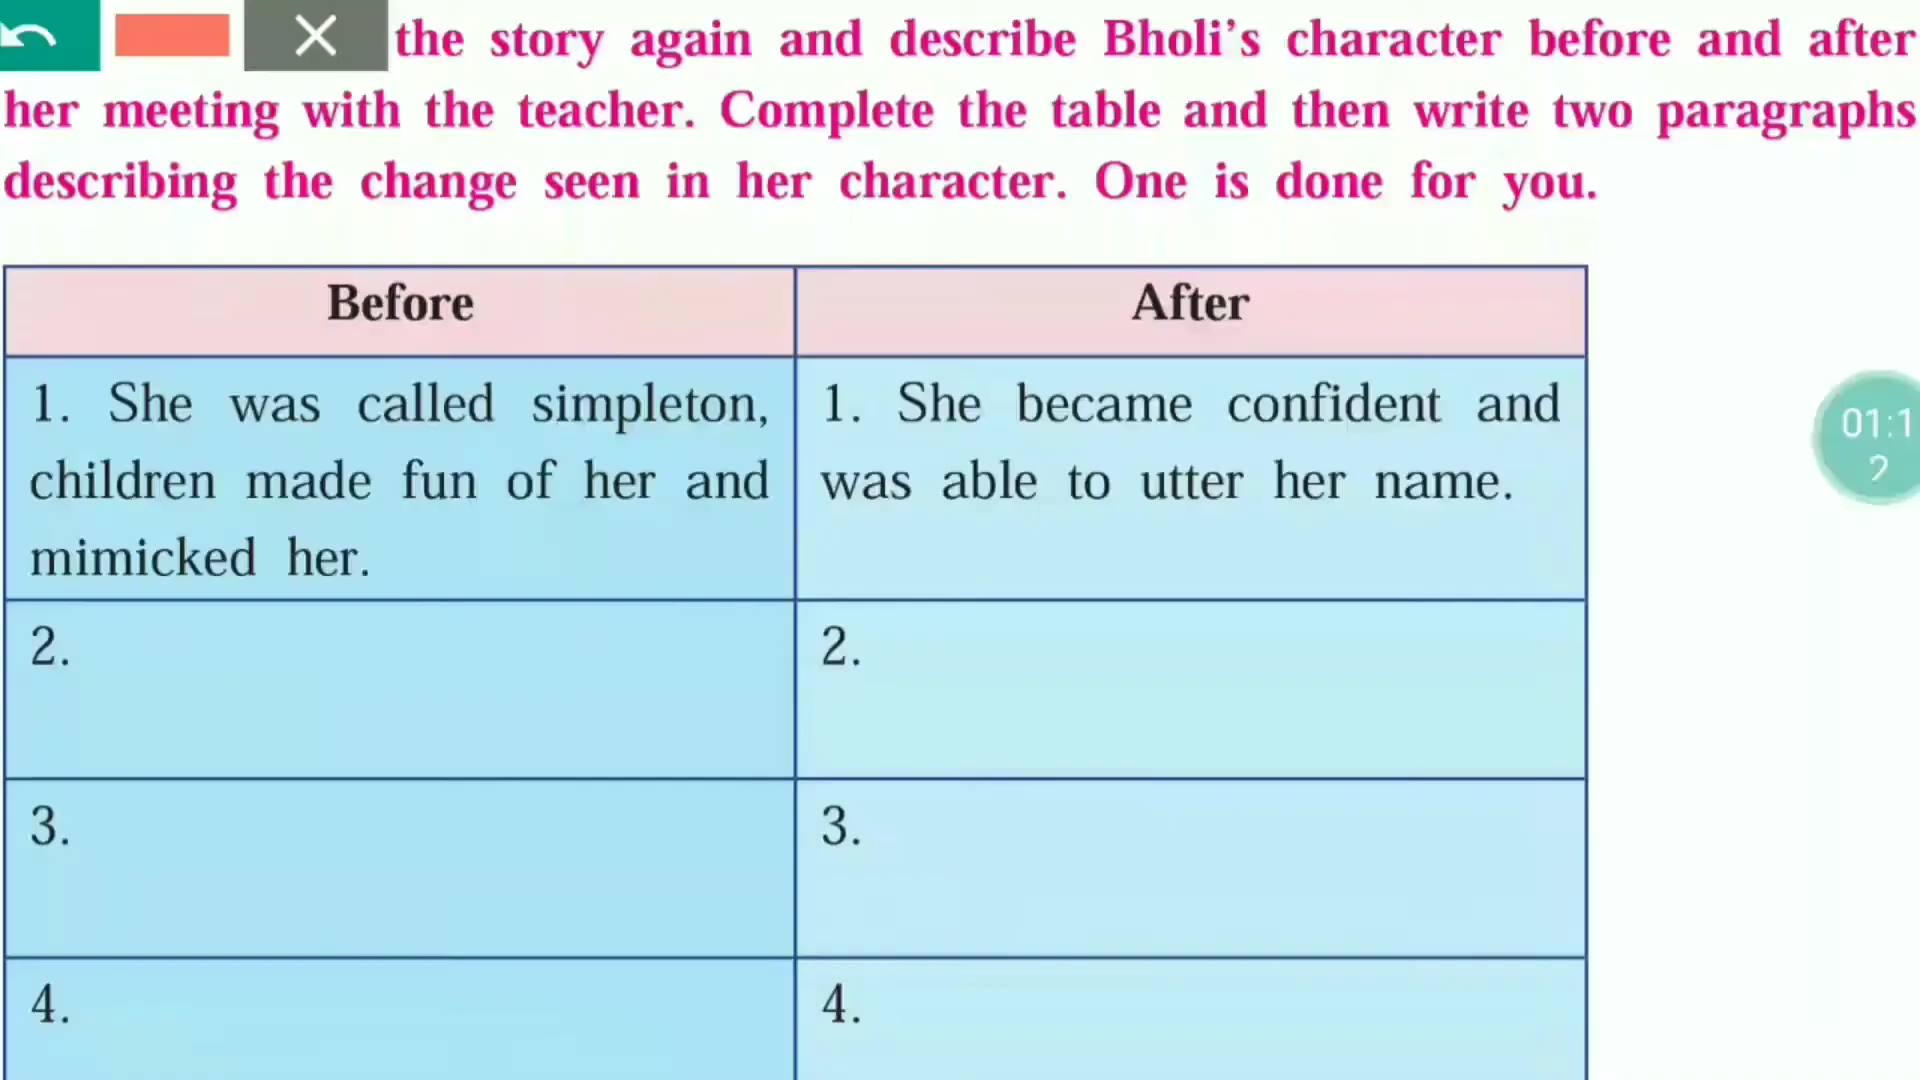 the story again and describe Bholi's character before and after
her meeting with the teacher. Complete the table and then write two paragraphs
describing the change seen in her character. One is done for you.
Before
After
1. She was called simpleton,
children made fun of her and
mimicked her.
1. She became confident and
was able to utter her name.
2.
2.
3.
3.
4.
4.
01:1
2